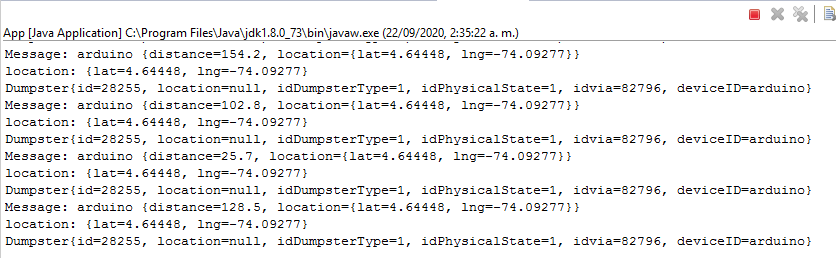 App [Java Application] C:\Program Files\Java\jdk1.8.0_73\bin\javaw.exe (22/09/2020, 2:35:22 a. m.)
Message: arduino {distance=154.2, location={lat=4.64448, lng=-74.09277}}
location: {lat=4.64448, lng=-74.09277}
Dumpster{id=28255, location=null, idDumpsterType=1, idPhysicalState=1, idvia=82796, deviceID=arduino}
Message: arduino {distance=102.8, location={lat=4.64448, lng=-74.09277}}
location: {lat=4.64448, lng=-74.09277}
Dumpster{id=28255, location=null, idDumpsterType=1, idPhysicalState=1, idvia=82796, deviceID=arduino}
Message: arduino {distance=25.7, location={lat=4.64448, lng=-74.09277}}
location: {lat=4.64448, lng=-74.09277}
Dumpster{id=28255, location=null, idDumpsterType=1, idPhysicalState=1, idvia=82796, deviceID=arduino}
Message: arduino {distance=128.5, location={lat=4.64448, lng=-74.09277}}
location: {lat=4.64448, lng=-74.09277}
Dumpster{id=28255, location=null, idDumpsterType=1, idPhysicalState=1, idvia=82796, deviceID=arduino}